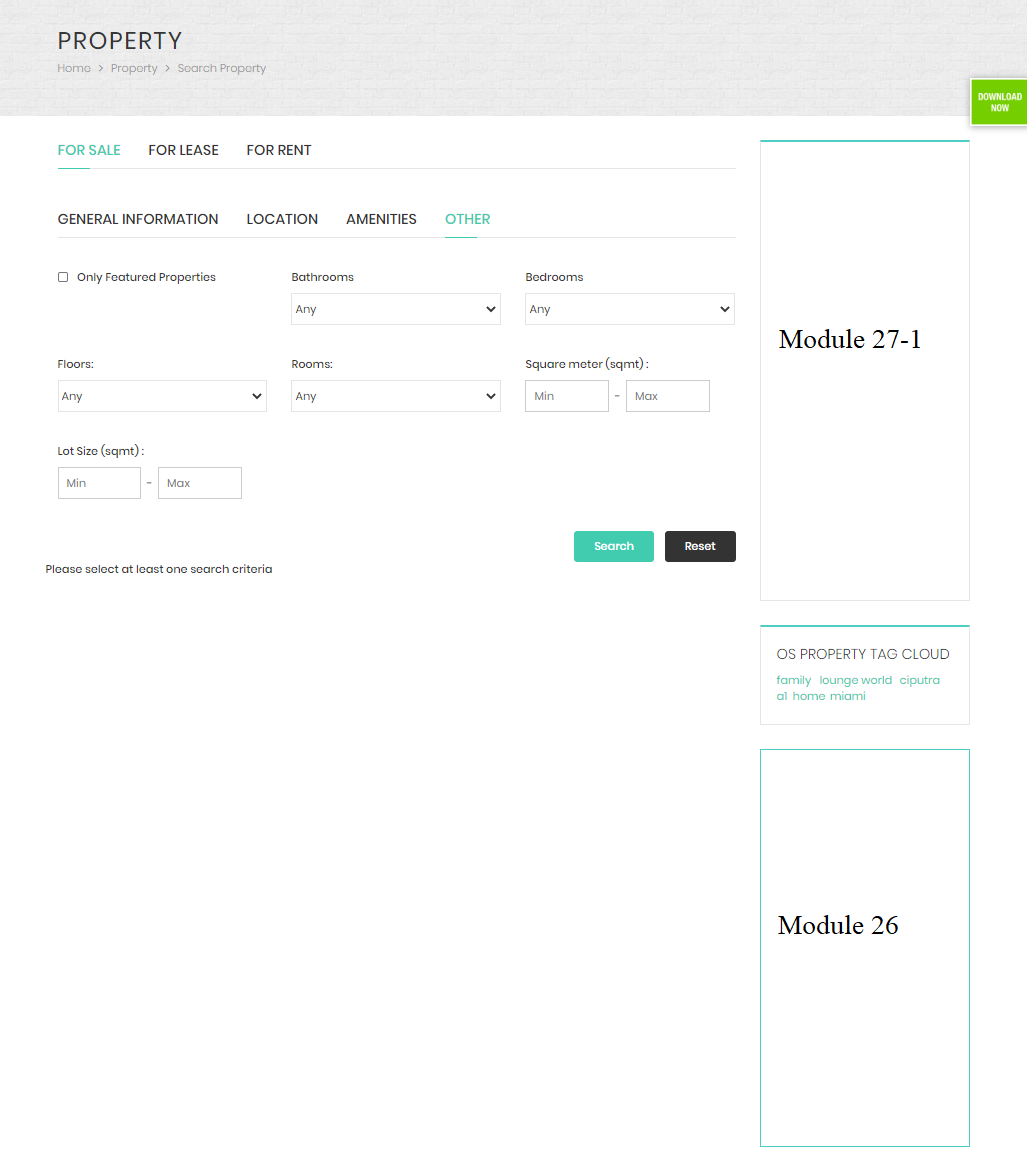 PROPERTY
Home > Property > Search Property
DOWNLOAD
NOW
FOR SALE FOR LEASE FOR RENT
GENERAL INFORMATION LOCATION AMENITIES OTHER
Only Featured Properties Bathrooms Bedrooms
Any Any
Floors: Rooms: Square meter (sqmt) :
Any Any Min - Max
Lot Size (sqmt) :
Min - Max
Search Reset
Please select at least one search criteria
Module 27-1
OS PROPERTY TAG CLOUD
family lounge world ciputra
a1 home miami
Module 26